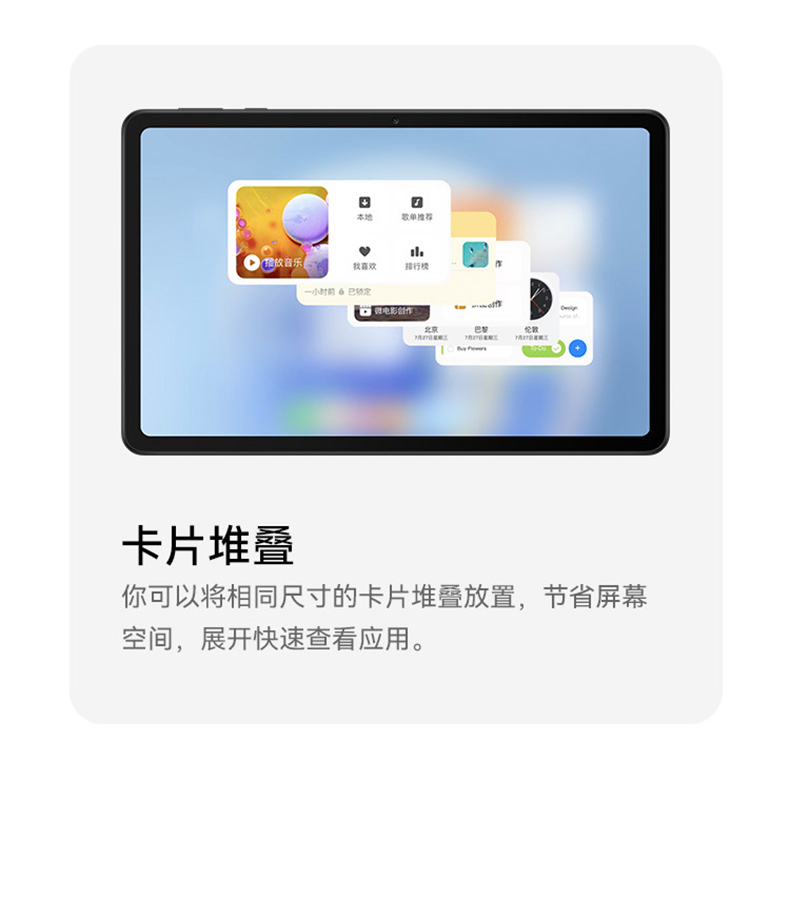 本地
歌单推荐
播放音乐
我喜欢
排行榜
一小时前
已锁定
作
微电影创作
创作
Design
北京
巴黎
伦敦
7月27日星期三
7月27日星期三
7月27日星期三
Buy Flowers
To-Do
卡片堆叠
你可以将相同尺寸的卡片堆叠放置，节省屏幕
空间，展开快速查看应用。